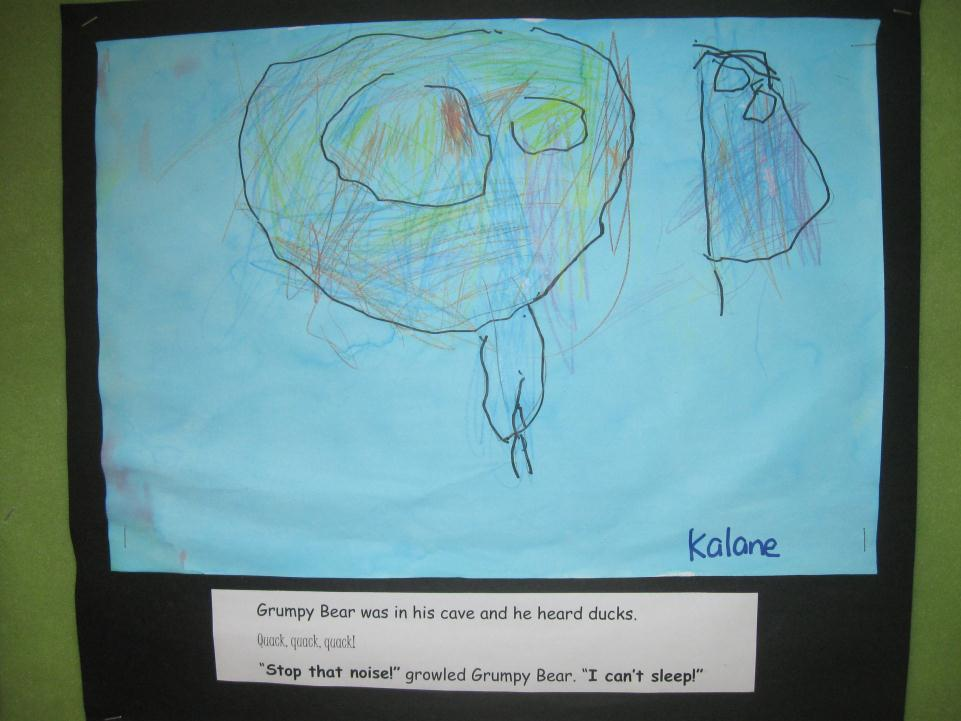 Kalane
Grumpy Bear was in his cave and he heard ducks.
Quack, quack, quack!
“Stop that noise!” growled Grumpy Bear. “I can’t sleep!”